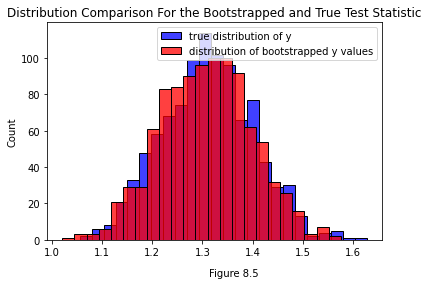 Distribution Comparison For the Bootstrapped and True Test Statistic
true distribution of y
distribution of bootstrapped y values
100
80
60
40
20
0
Count
1.0 1.1 1.2 1.3 1.4 1.5 1.6
Figure 8.5